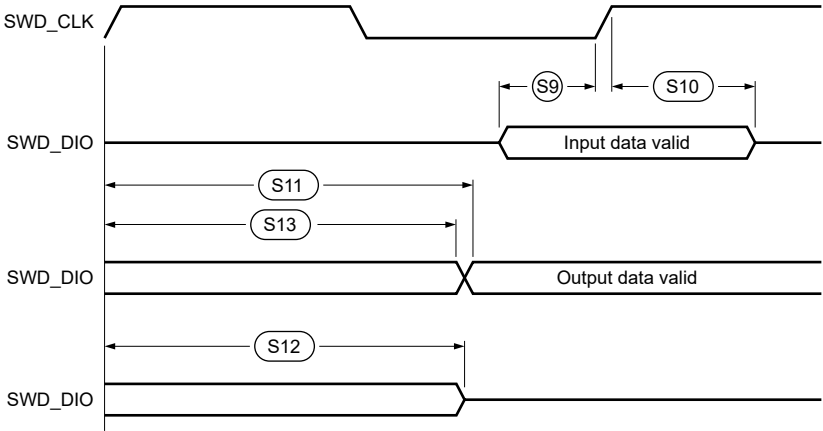 SWD_CLK
S9
S10
SWD_DIO
Input data valid
S11
S13
SWD_DIO
Output data valid
S12
SWD_DIO